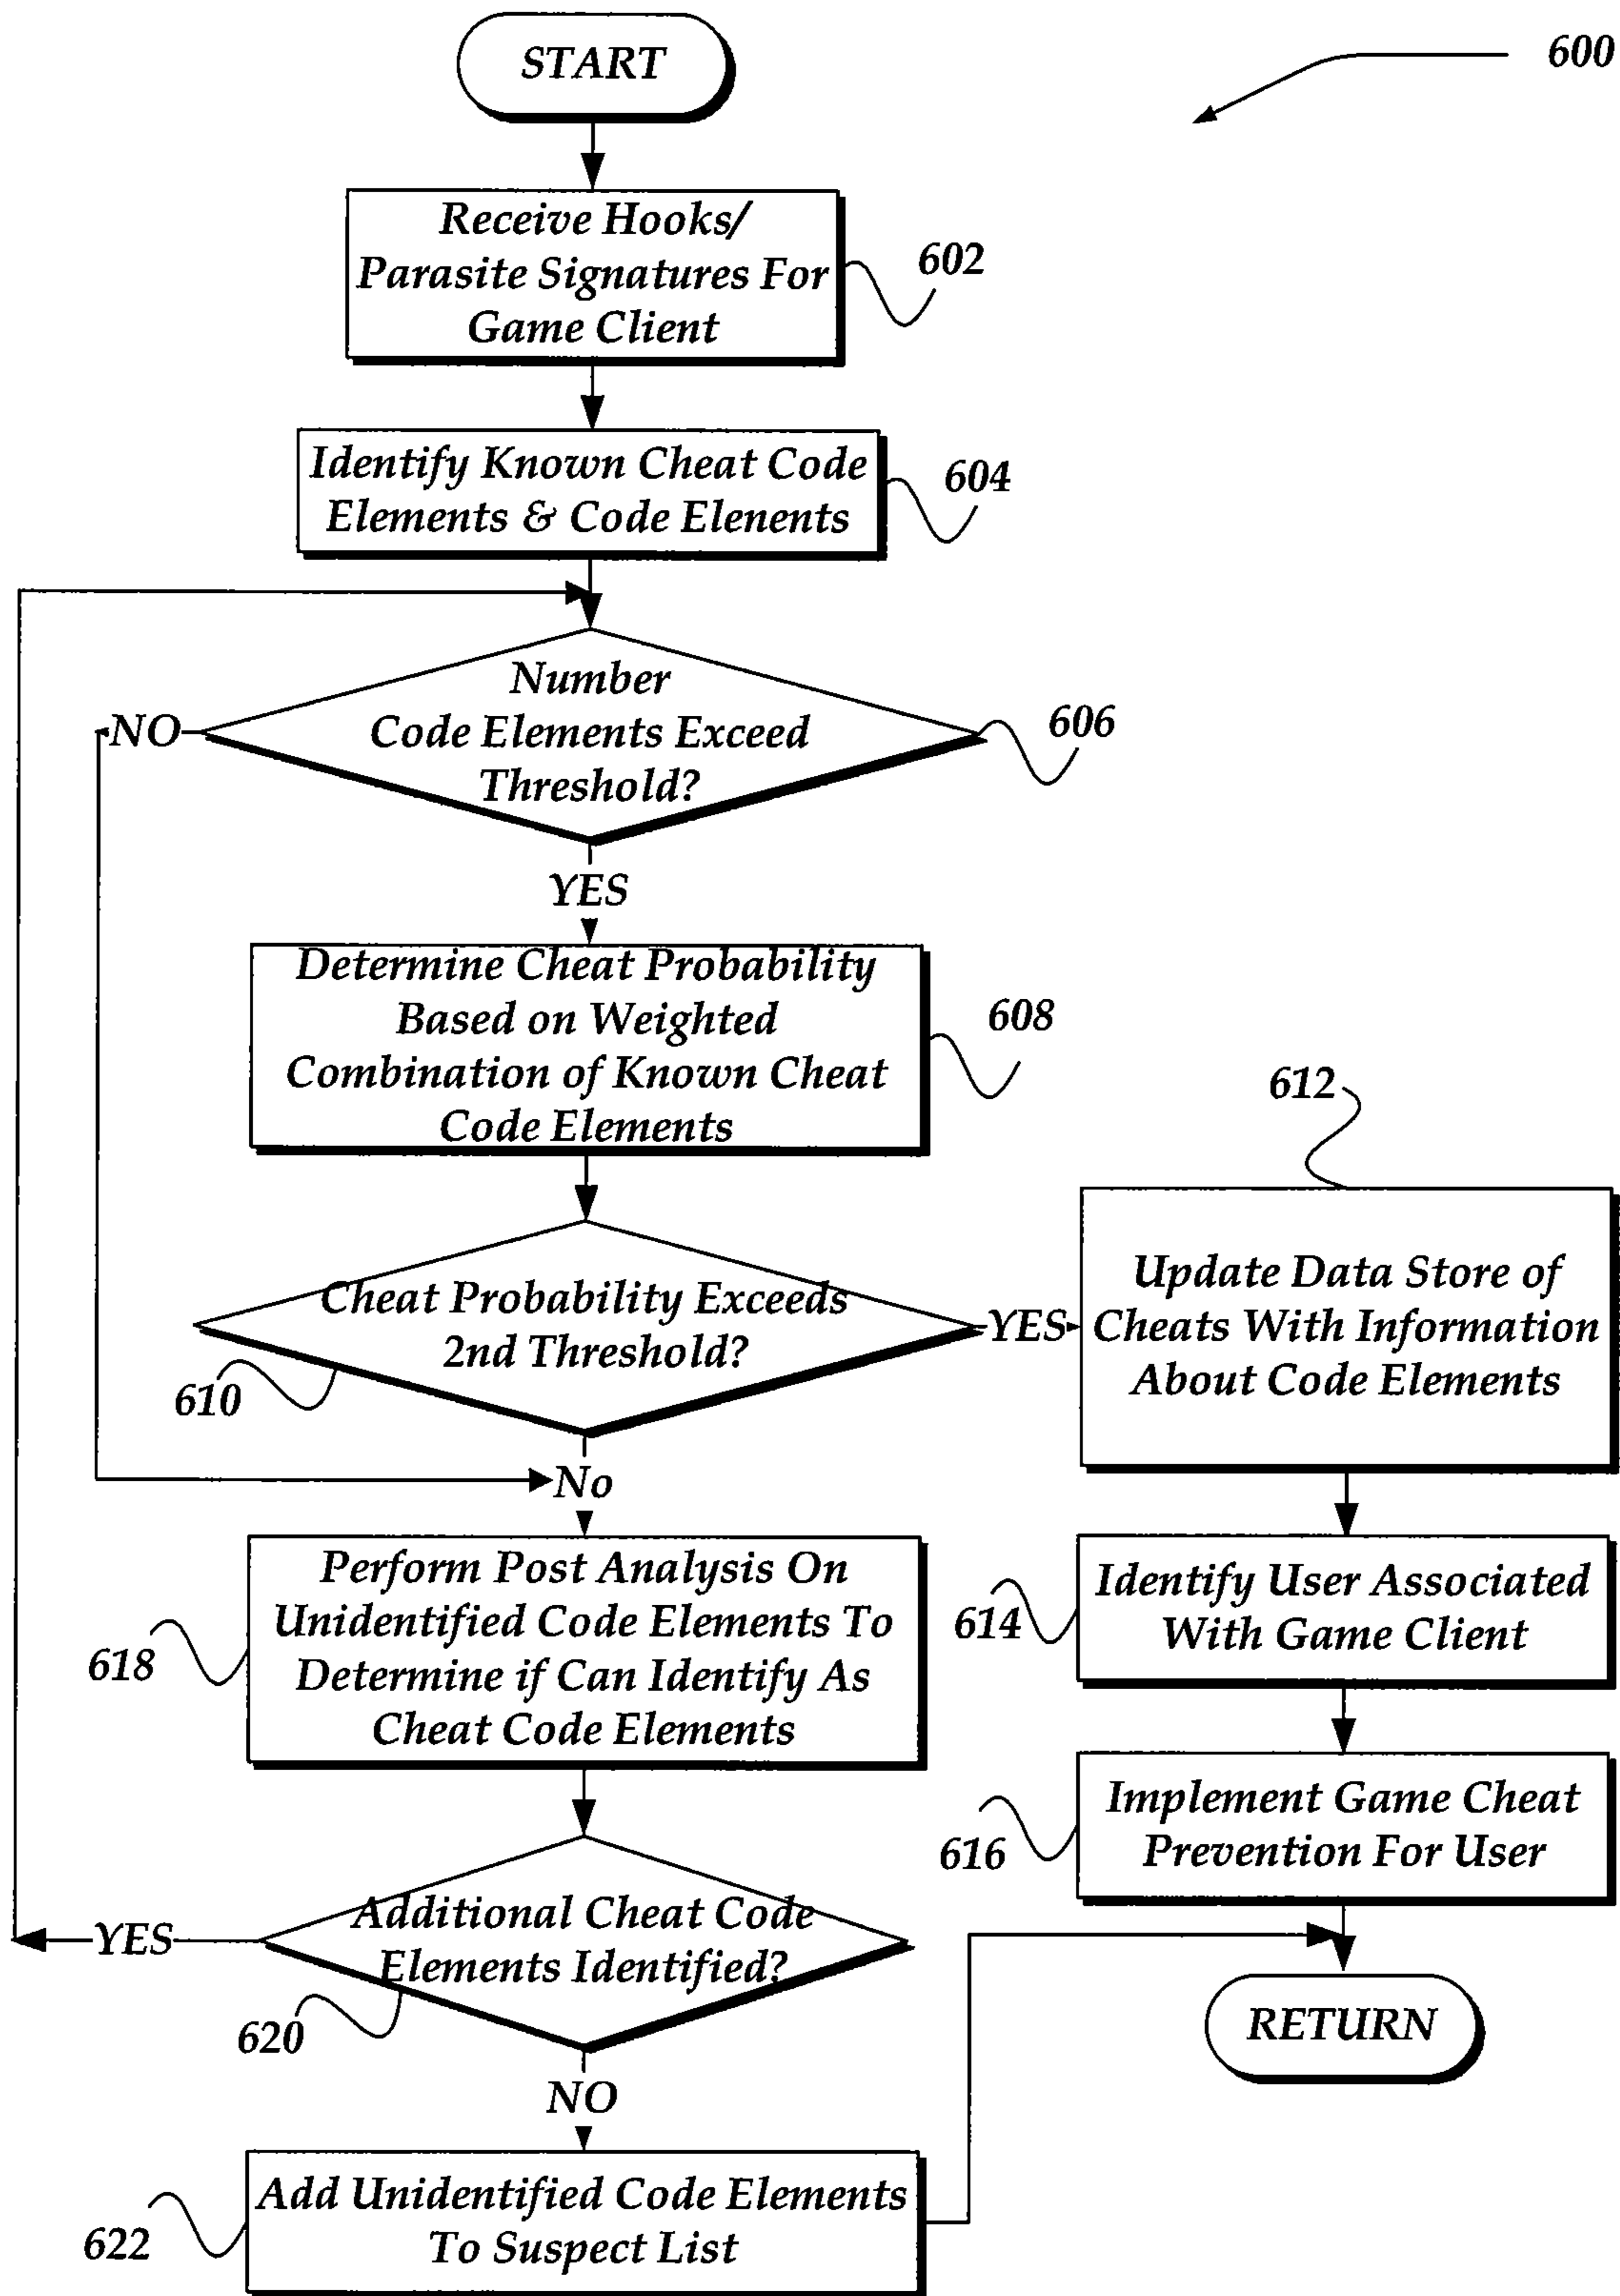 START
600
Receive Hooks/
Parasite Signatures For
Game Client
602
Identify Known Cheat Code
Elements & Code Elenents
604
Number
Code Elements Exceed
Threshold?
NO
606
YES
Determine Cheat Probability
Based on Weighted
Combination of Known Cheat
Code Elements
608
Cheat Probability Exceeds
2nd Threshold?
610
YES
612
Update Data Store of
Cheats With Information
About Code Elements
No
Identify User Associated
With Game Client
614
Perform Post Analysis On
Unidentified Code Elements To
Determine if Can Identify As
Cheat Code Elements
618
Implement Game Cheat
Prevention For User
616
Additional Cheat Code
Elements Identified?
YES
620
RETURN
NO
Add Unidentified Code Elements
To Suspect List
622